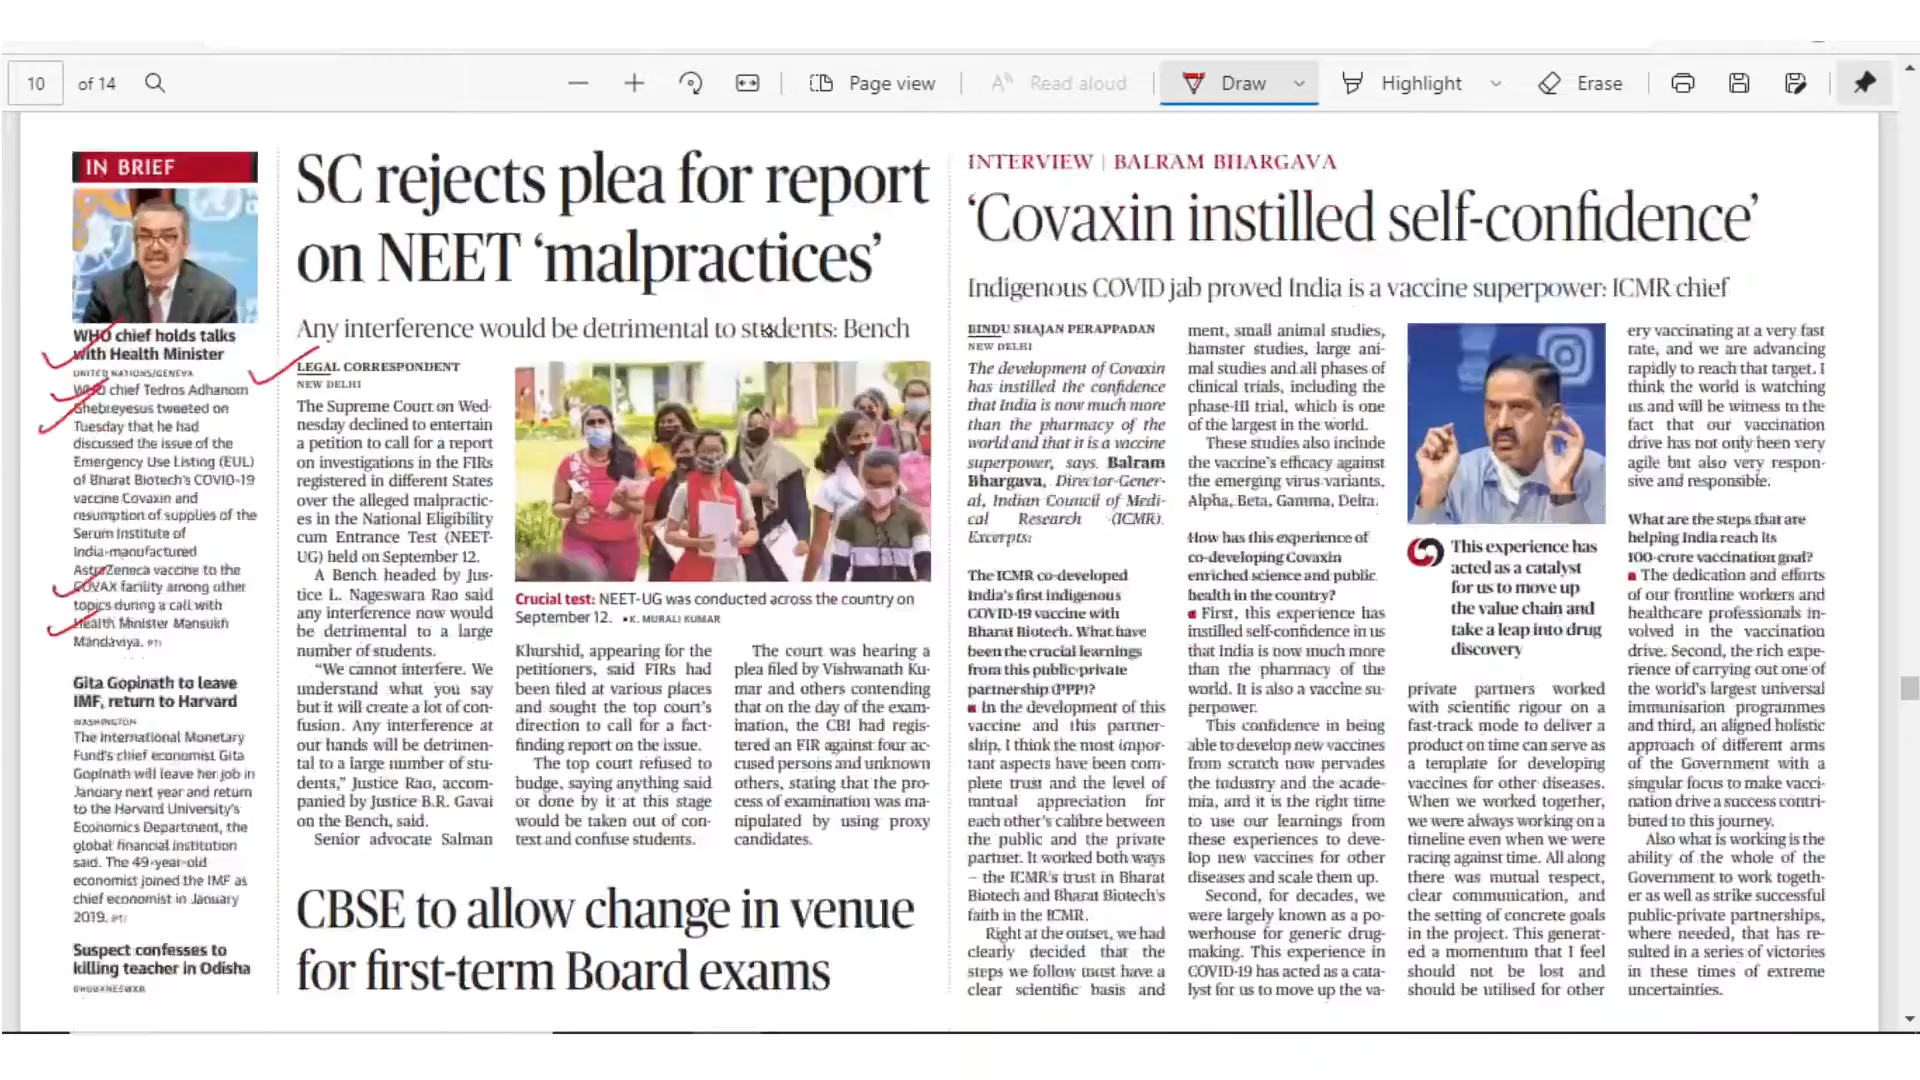 10 of 14
Page view
Read aloud
Draw
Highlight
Erase
IN BRIEF
WHO chief holds talks
with Health Minister
UNITED NATIONS/GENEVA
WHO chief Tedros Adhanom
Ghebreyesus tweeted on
Tuesday that he had
discussed the issue of the
Emergency Use Listing (EUL)
of Bharat Biotech's COVID-19
vaccine Covaxin and
resumption of supplies of the
Serum Institute of
India-manufactured
AstraZeneca vaccine to the
COVAX facility among other
topics during a call with
Health Minister Mansukh
Mandaviya. PTI
Gita Gopinath to leave
IMF, return to Harvard
WASHINGTON
The International Monetary
Fund's chief economist Gita
Gopinath will leave her job in
January next year and return
to the Harvard University's
Economics Department, the
global financial institution
said. The 49-year-old
economist joined the IMF as
chief economist in January
2019. PTI
Suspect confesses to
killing teacher in Odisha
BHUBANESWAR
SC rejects plea for report
on NEET ‘malpractices’
Any interference would be detrimental to students: Bench
LEGAL CORRESPONDENT
NEW DELHI
The Supreme Court on Wed-
nesday declined to entertain
a petition to call for a report
on investigations in the FIRs
registered in different States
over the alleged malpractic-
es in the National Eligibility
cum Entrance Test (NEET-
UG) held on September 12.
A Bench headed by Jus-
tice L. Nageswara Rao said
any interference now would
be detrimental to a large
number of students.
“We cannot interfere. We
understand what you say
but it will create a lot of con-
fusion. Any interference at
our hands will be detrimen-
tal to a large number of stu-
dents,” Justice Rao, accom-
panied by Justice B.R. Gavai
on the Bench, said.
Senior advocate Salman
Crucial test: NEET-UG was conducted across the country on
September 12. ▪K. MURALI KUMAR
Khurshid, appearing for the
petitioners, said FIRs had
been filed at various places
and sought the top court's
direction to call for a fact-
finding report on the issue.
The top court refused to
budge, saying anything said
or done by it at this stage
would be taken out of con-
text and confuse students.
The court was hearing a
plea filed by Vishwanath Ku-
mar and others contending
that on the day of the exam-
ination, the CBI had regis-
tered an FIR against four ac-
cused persons and unknown
others, stating that the pro-
cess of examination was ma-
nipulated by using proxy
candidates.
CBSE to allow change in venue
for first-term Board exams
INTERVIEW | BALRAM BHARGAVA
‘Covaxin instilled self-confidence’
Indigenous COVID jab proved India is a vaccine superpower: ICMR chief
BINDU SHAJAN PERAPPADAN
NEW DELHI
The development of Covaxin
has instilled the confidence
that India is now much more
than the pharmacy of the
world and that it is a vaccine
superpower, says Balram
Bhargava, Director-Gener-
al, Indian Council of Medi-
cal Research (ICMR).
Excerpts:
The ICMR co-developed
India's first indigenous
COVID-19 vaccine with
Bharat Biotech. What have
been the crucial learnings
from this public-private
partnership (PPP)?
▪ In the development of this
vaccine and this partner-
ship, I think the most impor-
tant aspects have been com-
plete trust and the level of
mutual appreciation for
each other's calibre between
the public and the private
partner. It worked both ways
– the ICMR's trust in Bharat
Biotech and Bharat Biotech's
faith in the ICMR.
Right at the outset, we had
clearly decided that the
steps we follow must have a
clear scientific basis and
ment, small animal studies,
hamster studies, large ani-
mal studies and all phases of
clinical trials, including the
phase-III trial, which is one
of the largest in the world.
These studies also include
the vaccine's efficacy against
the emerging virus variants,
Alpha, Beta, Gamma, Delta.
How has this experience of
co-developing Covaxin
enriched science and public
health in the country?
▪ First, this experience has
instilled self-confidence in us
that India is now much more
than the pharmacy of the
world. It is also a vaccine su-
perpower.
This confidence in being
able to develop new vaccines
from scratch now pervades
the industry and the acade-
mia, and it is the right time
to use our learnings from
these experiences to deve-
lop new vaccines for other
diseases and scale them up.
Second, for decades, we
were largely known as a po-
werhouse for generic drug-
making. This experience in
COVID-19 has acted as a cata-
lyst for us to move up the va-
This experience has
acted as a catalyst
for us to move up
the value chain and
take a leap into drug
discovery
private partners worked
with scientific rigour on a
fast-track mode to deliver a
product on time can serve as
a template for developing
vaccines for other diseases.
When we worked together,
we were always working on a
timeline even when we were
racing against time. All along
there was mutual respect,
clear communication, and
the setting of concrete goals
in the project. This generat-
ed a momentum that I feel
should not be lost and
should be utilised for other
ery vaccinating at a very fast
rate, and we are advancing
rapidly to reach that target. I
think the world is watching
us and will be witness to the
fact that our vaccination
drive has not only been very
agile but also very respon-
sive and responsible.
What are the steps that are
helping India reach its
100-crore vaccination goal?
▪ The dedication and efforts
of our frontline workers and
healthcare professionals in-
volved in the vaccination
drive. Second, the rich expe-
rience of carrying out one of
the world's largest universal
immunisation programmes
and third, an aligned holistic
approach of different arms
of the Government with a
singular focus to make vacci-
nation drive a success contri-
buted to this journey.
Also what is working is the
ability of the whole of the
Government to work togeth-
er as well as strike successful
public-private partnerships,
where needed, that has re-
sulted in a series of victories
in these times of extreme
uncertainties.